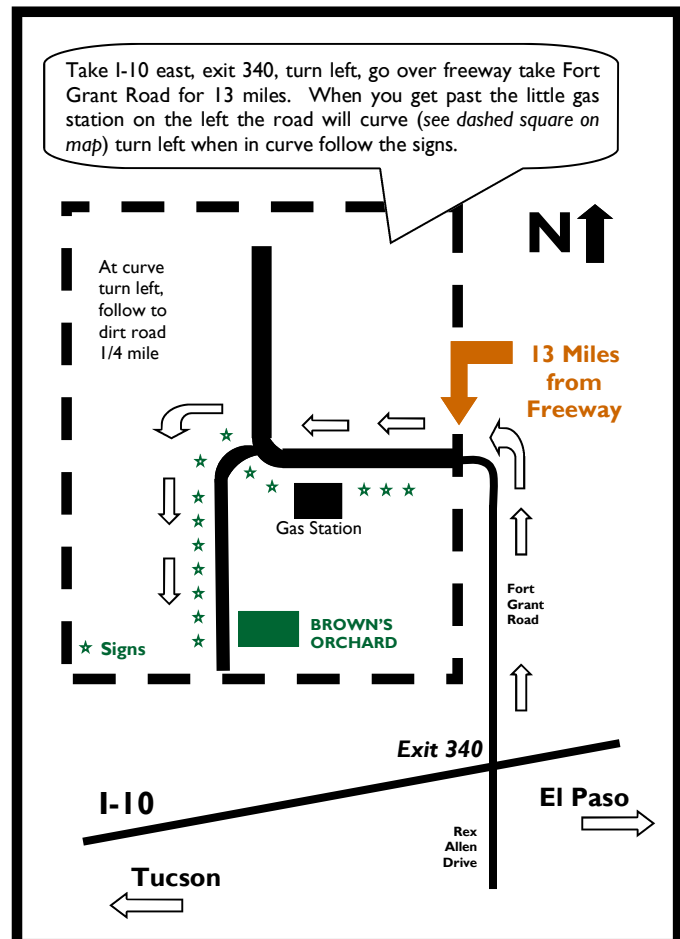 Take I-10 east, exit 340, turn left, go over freeway take Fort
Grant Road for 13 miles. When you get past the little gas
station on the left the road will curve (see dashed square on
map) turn left when in curve follow the signs.
N
At curve
turn left,
follow to
dirt road
1/4 mile
13 Miles
from
Freeway
Gas Station
Fort
Grant
Road
BROWN'S
ORCHARD
Signs
Exit 340
I-10
El Paso
Rex
Allen
Drive
Tucson